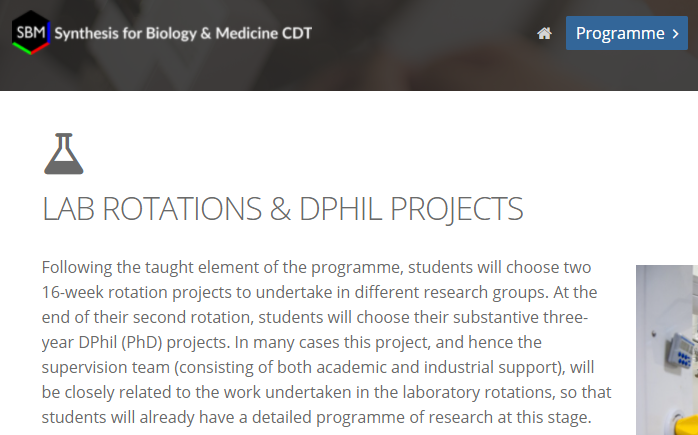 SBM Synthesis for Biology & Medicine CDT
Programme
LAB ROTATIONS & DPHIL PROJECTS
Following the taught element of the programme, students will choose two
16-week rotation projects to undertake in different research groups. At the
end of their second rotation, students will choose their substantive three-
year DPhil (PhD) projects. In many cases this project, and hence the
supervision team (consisting of both academic and industrial support), will
be closely related to the work undertaken in the laboratory rotations, so that
students will already have a detailed programme of research at this stage.